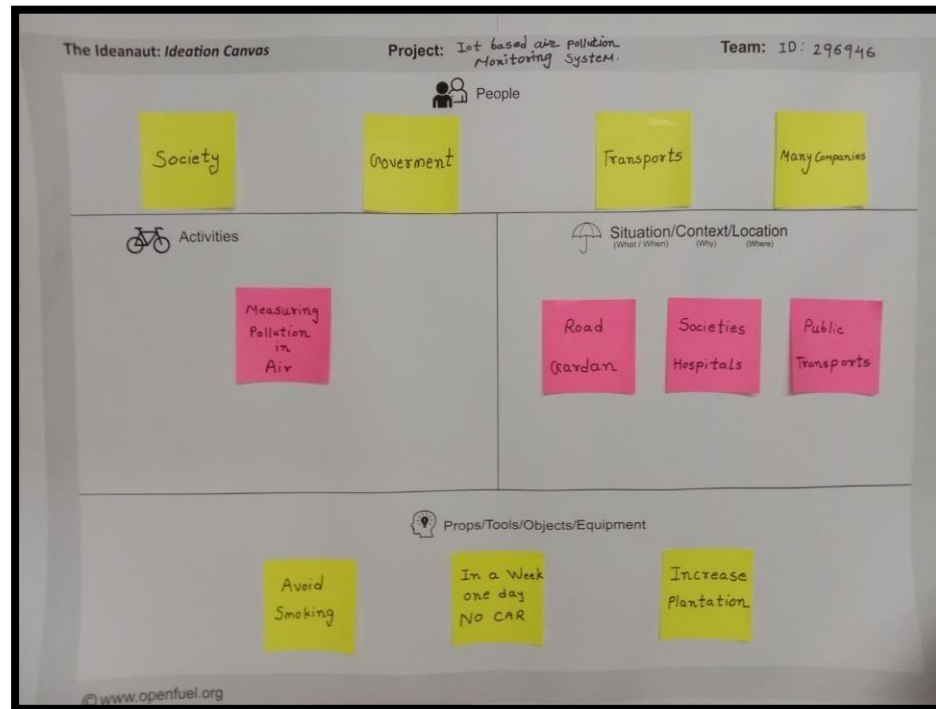 The Ideanaut: Ideation Canvas
Project: Iot based air pollution
Monitoring System.
Team: ID: 296946
People
Society
Goverment
Transports
Many Companies
Activities
Measuring
Pollution
in
Air
Situation/Context/Location
(What / When) (Why) (Where)
Road
Gardan
Societies
Hospitals
Public
Transports
Props/Tools/Objects/Equipment
Avoid
Smoking
In a Week
one day
NO CAR
Increase
Plantation
© www.openfuel.org